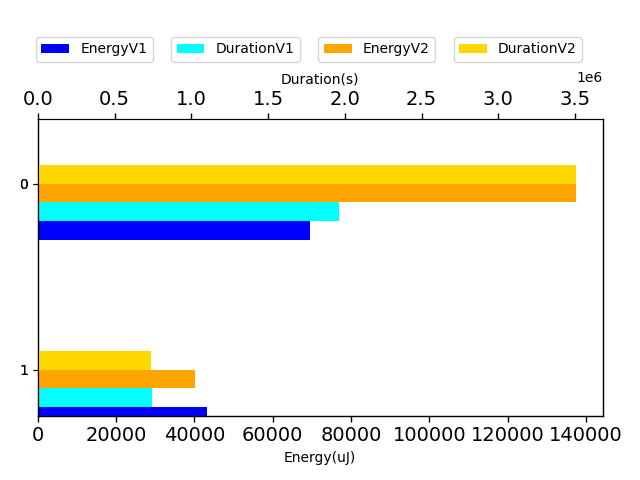 EnergyV1 DurationV1 EnergyV2 DurationV2
Duration(s)
1e6
0.0 0.5 1.0 1.5 2.0 2.5 3.0 3.5
0
1
0 20000 40000 60000 80000 100000 120000 140000
Energy(uJ)